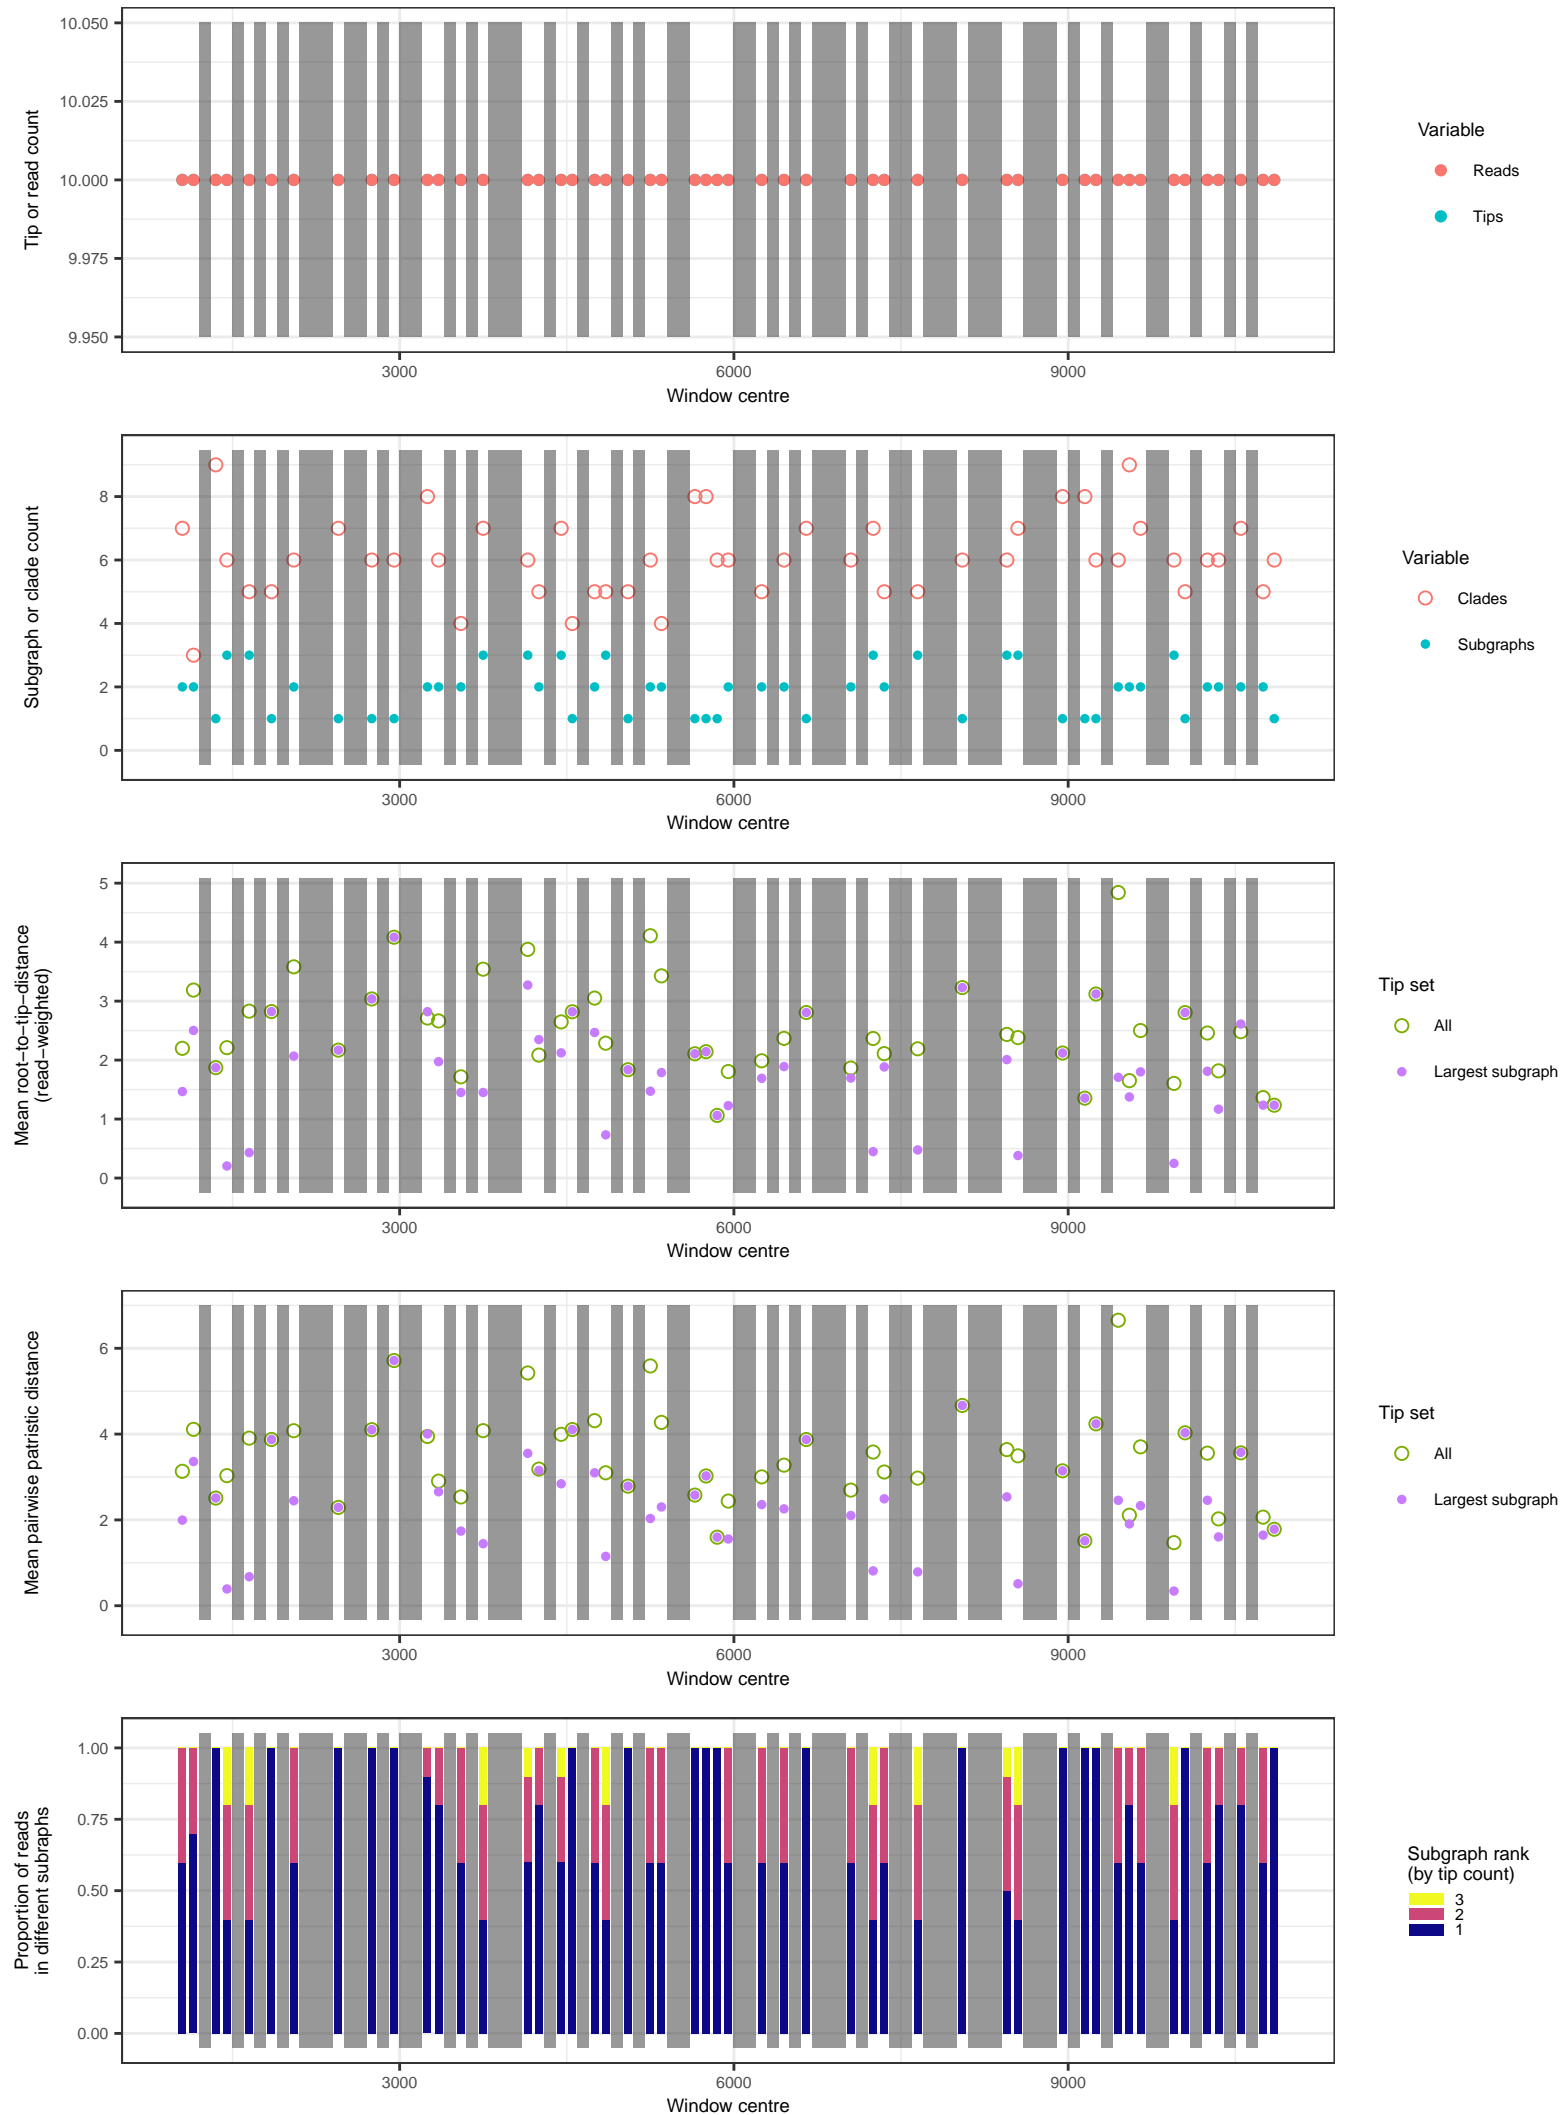 10.050
10.025
10.000
9.975
9.950
Tip or read count
3000
6000
9000
Window centre
Variable
Reads
Tips
8
6
4
2
0
Subgraph or clade count
3000
6000
9000
Window centre
Variable
Clades
Subgraphs
5
4
3
2
1
0
Mean root−to−tip−distance
(read−weighted)
3000
6000
9000
Window centre
Tip set
All
Largest subgraph
6
4
2
0
Mean pairwise patristic distance
3000
6000
9000
Window centre
Tip set
All
Largest subgraph
1.00
0.75
0.50
0.25
0.00
Proportion of reads
in different subraphs
3000
6000
9000
Window centre
Subgraph rank
(by tip count)
3
2
1